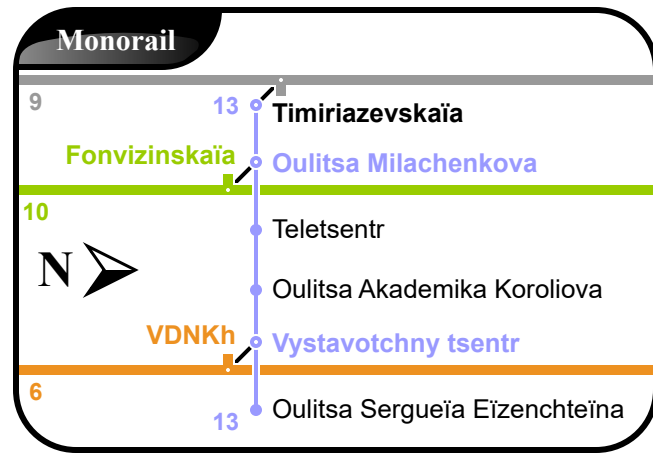 Monorail
9
13
Timiriazevskaïa
Fonvizinskaïa
Oulitsa Milachenkova
10
Teletsentr
N
Oulitsa Akademika Koroliova
VDNKh
Vystavotchny tsentr
6
13
Oulitsa Sergueïa Eïzenchteïna